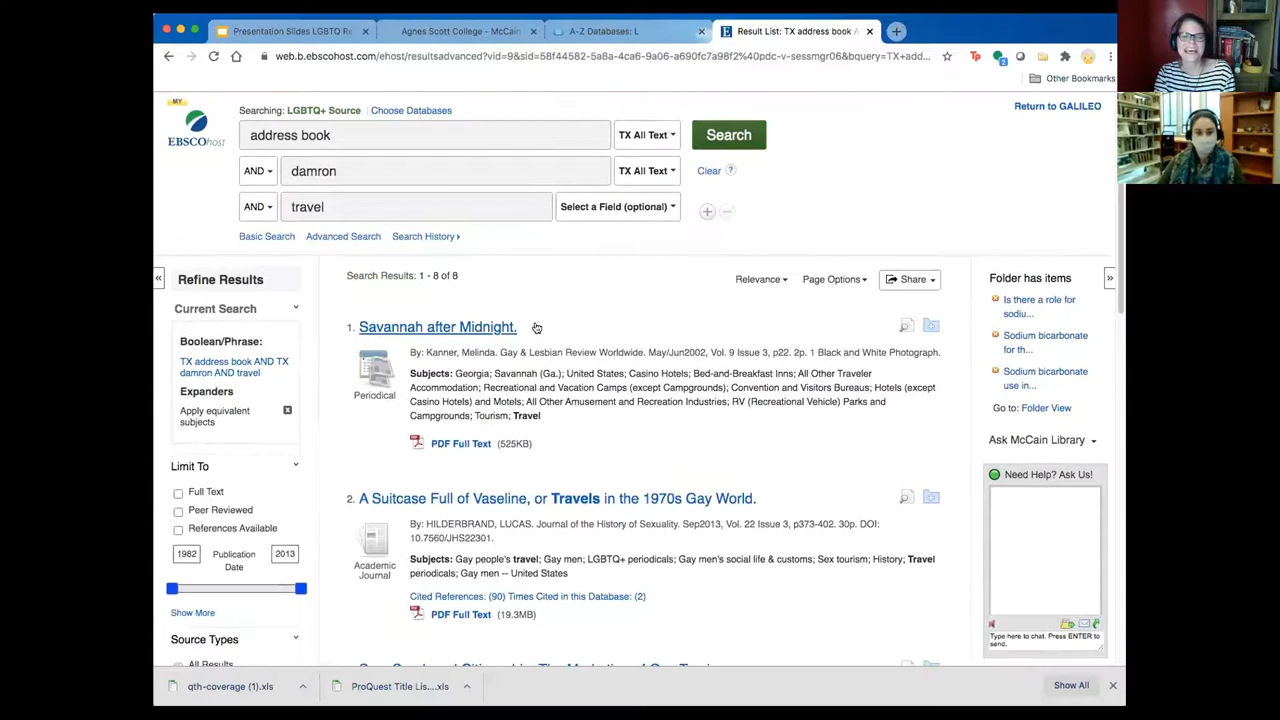 Presentation Slides LGBTQ Re
Agnes Scott College - McCain
A-Z Databases: L
Result List: TX address book A
web.b.ebscohost.com/ehost/resultsadvanced?vid=9&sid=58f44582-5a8a-4ca6-9a06-a690fc7a98f2%40pdc-v-sessmgr06&bquery=TX+add...
Other Bookmarks
MY
EBSCOhost
Searching: LGBTQ+ Source Choose Databases
Return to GALILEO
address book TX All Text Search
AND damron TX All Text Clear ?
AND travel Select a Field (optional)
Basic Search Advanced Search Search History
Refine Results
Current Search
Boolean/Phrase:
TX address book AND TX
damron AND travel
Expanders
Apply equivalent
subjects
Limit To
Full Text
Peer Reviewed
References Available
1982 Publication 2013
Date
Show More
Source Types
All Results
Search Results: 1 - 8 of 8
Relevance Page Options Share
1. Savannah after Midnight.
By: Kanner, Melinda. Gay & Lesbian Review Worldwide. May/Jun2002, Vol. 9 Issue 3, p22. 2p. 1 Black and White Photograph.
Periodical
Subjects: Georgia; Savannah (Ga.); United States; Casino Hotels; Bed-and-Breakfast Inns; All Other Traveler
Accommodation; Recreational and Vacation Camps (except Campgrounds); Convention and Visitors Bureaus; Hotels (except
Casino Hotels) and Motels; All Other Amusement and Recreation Industries; RV (Recreational Vehicle) Parks and
Campgrounds; Tourism; Travel
PDF Full Text (525KB)
2. A Suitcase Full of Vaseline, or Travels in the 1970s Gay World.
By: HILDERBRAND, LUCAS. Journal of the History of Sexuality. Sep2013, Vol. 22 Issue 3, p373-402. 30p. DOI:
10.7560/JHS22301.
Academic
Journal
Subjects: Gay people's travel; Gay men; LGBTQ+ periodicals; Gay men's social life & customs; Sex tourism; History; Travel
periodicals; Gay men -- United States
Cited References: (90) Times Cited in this Database: (2)
PDF Full Text (19.3MB)
Folder has items
Is there a role for
sodiu...
Sodium bicarbonate
for th...
Sodium bicarbonate
use in...
Go to: Folder View
Ask McCain Library
Need Help? Ask Us!
Type here to chat. Press ENTER to
send.
qth-coverage (1).xls
ProQuest Title Lis....xls
Show All